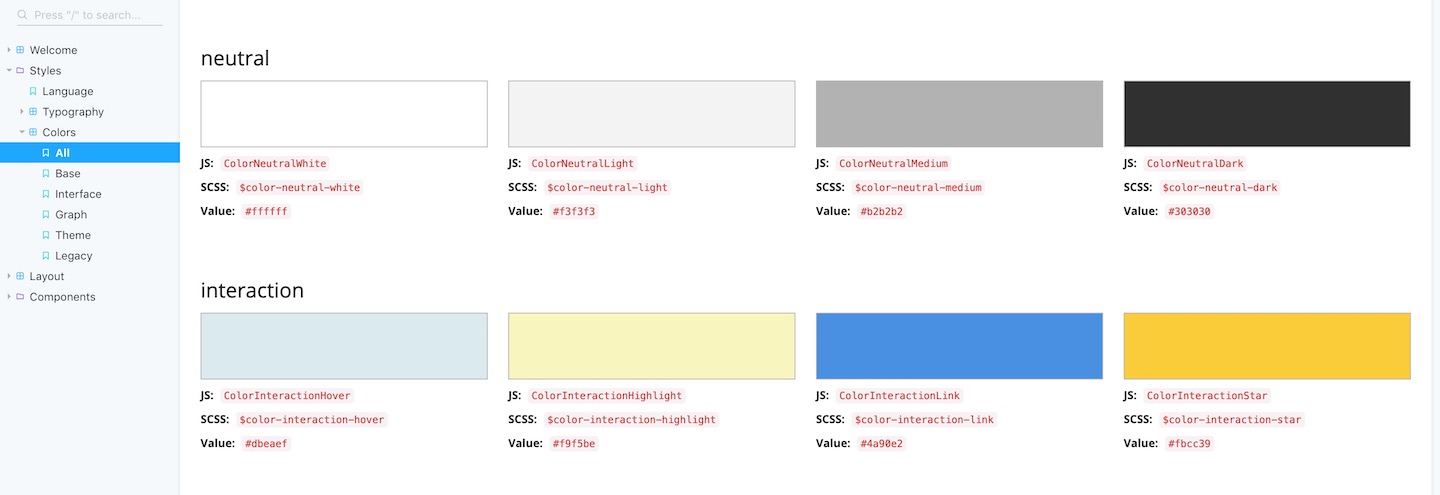 Press "/" to search...
Welcome
Styles
Language
Typography
Colors
All
Base
Interface
Graph
Theme
Legacy
Layout
Components
neutral
JS: ColorNeutralWhite
SCSS: $color-neutral-white
Value: #ffffff
JS: ColorNeutralLight
SCSS: $color-neutral-light
Value: #f3f3f3
JS: ColorNeutralMedium
SCSS: $color-neutral-medium
Value: #b2b2b2
JS: ColorNeutralDark
SCSS: $color-neutral-dark
Value: #303030
interaction
JS: ColorInteractionHover
SCSS: $color-interaction-hover
Value: #dbeaef
JS: ColorInteractionHighlight
SCSS: $color-interaction-highlight
Value: #f9f5be
JS: ColorInteractionLink
SCSS: $color-interaction-link
Value: #4a90e2
JS: ColorInteractionStar
SCSS: $color-interaction-star
Value: #fbcc39